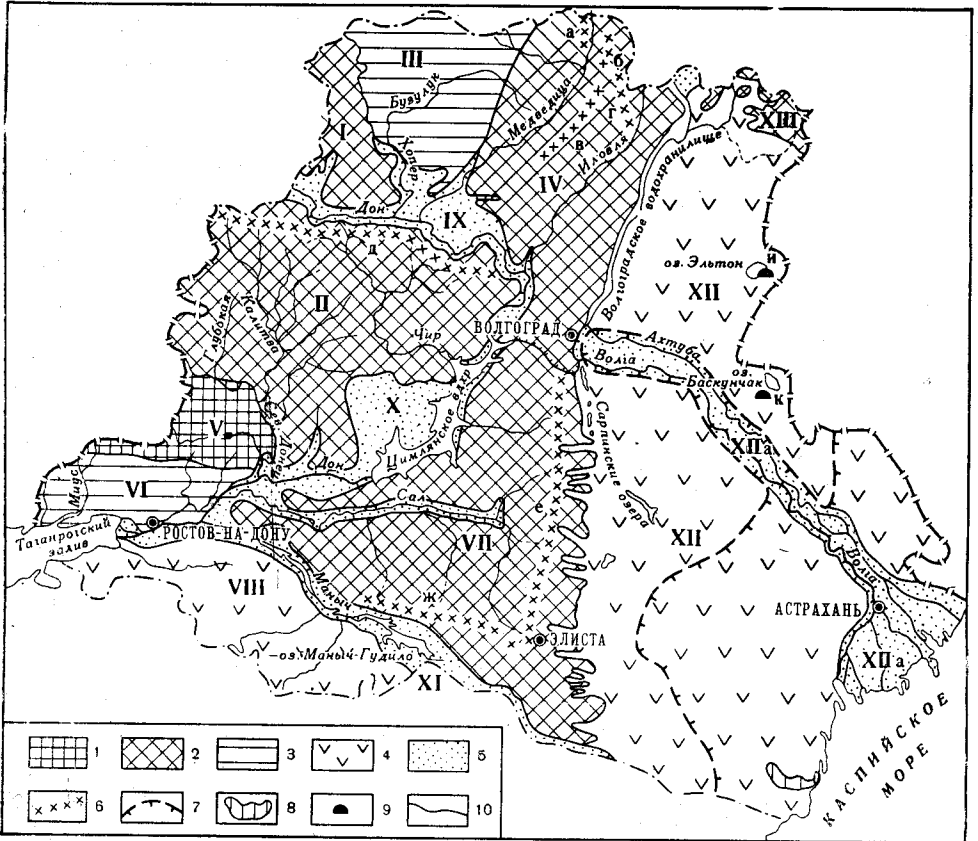 а
б
III
Бузулук
Медведица
XIII
I
г
Иловля
Хопер
в
IV
Волгоградское водохранилище
Дон
IX
д
оз. Эльтон
и
XII
II
Глубокая
Калитва
Чир
ВОЛГОГРАД
Ахтуба
Волга
оз.
Баскунчак
к
X
Цимлянское вдхр
V
Сев.
Донец
Дон
Сарпинские озера
XIIа
Миус
VI
Сал
е
VII
XII
Таганрогский
залив
РОСТОВ-НА-ДОНУ
VIII
Маныч
ж
Волга
АСТРАХАНЬ
ЭЛИСТА
оз. Маныч-Гудило
XI
XIIа
КАСПИЙСКОЕ
МОРЕ
1
2
3
4
5
6
7
8
9
10